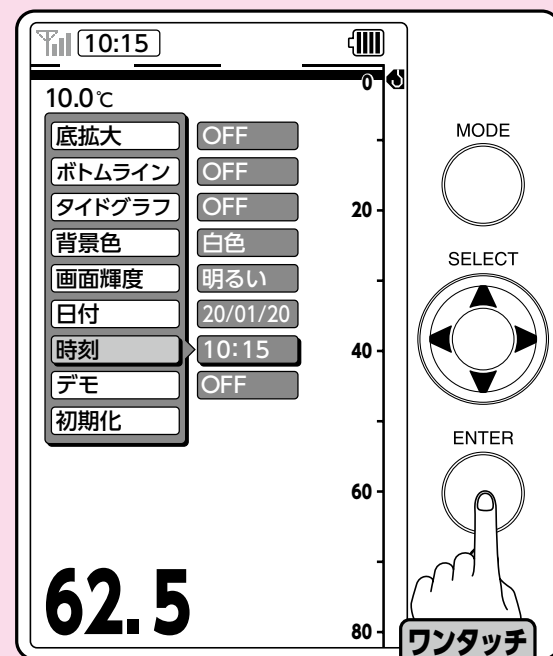 10:15
0
10.0℃
底拡大 OFF
ボトムライン OFF
タイドグラフ OFF
背景色 白色
画面輝度 明るい
日付 20/01/20
時刻 10:15
デモ OFF
初期化
20
40
60
80
62.5
MODE
SELECT
ENTER
ワンタッチ